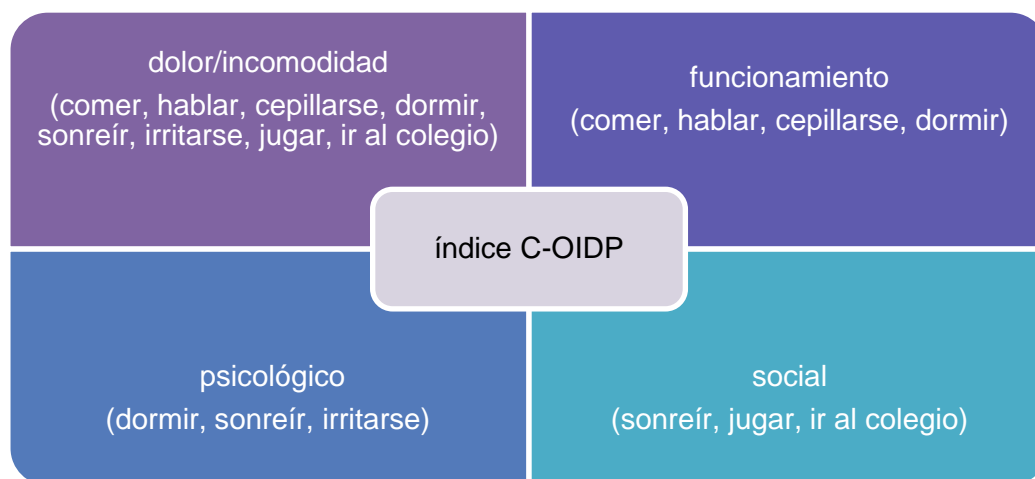 dolor/incomodidad
(comer, hablar, cepillarse, dormir,
sonreír, irritarse, jugar, ir al colegio)
funcionamiento
(comer, hablar, cepillarse, dormir)
índice C-OIDP
psicológico
(dormir, sonreír, irritarse)
social
(sonreír, jugar, ir al colegio)